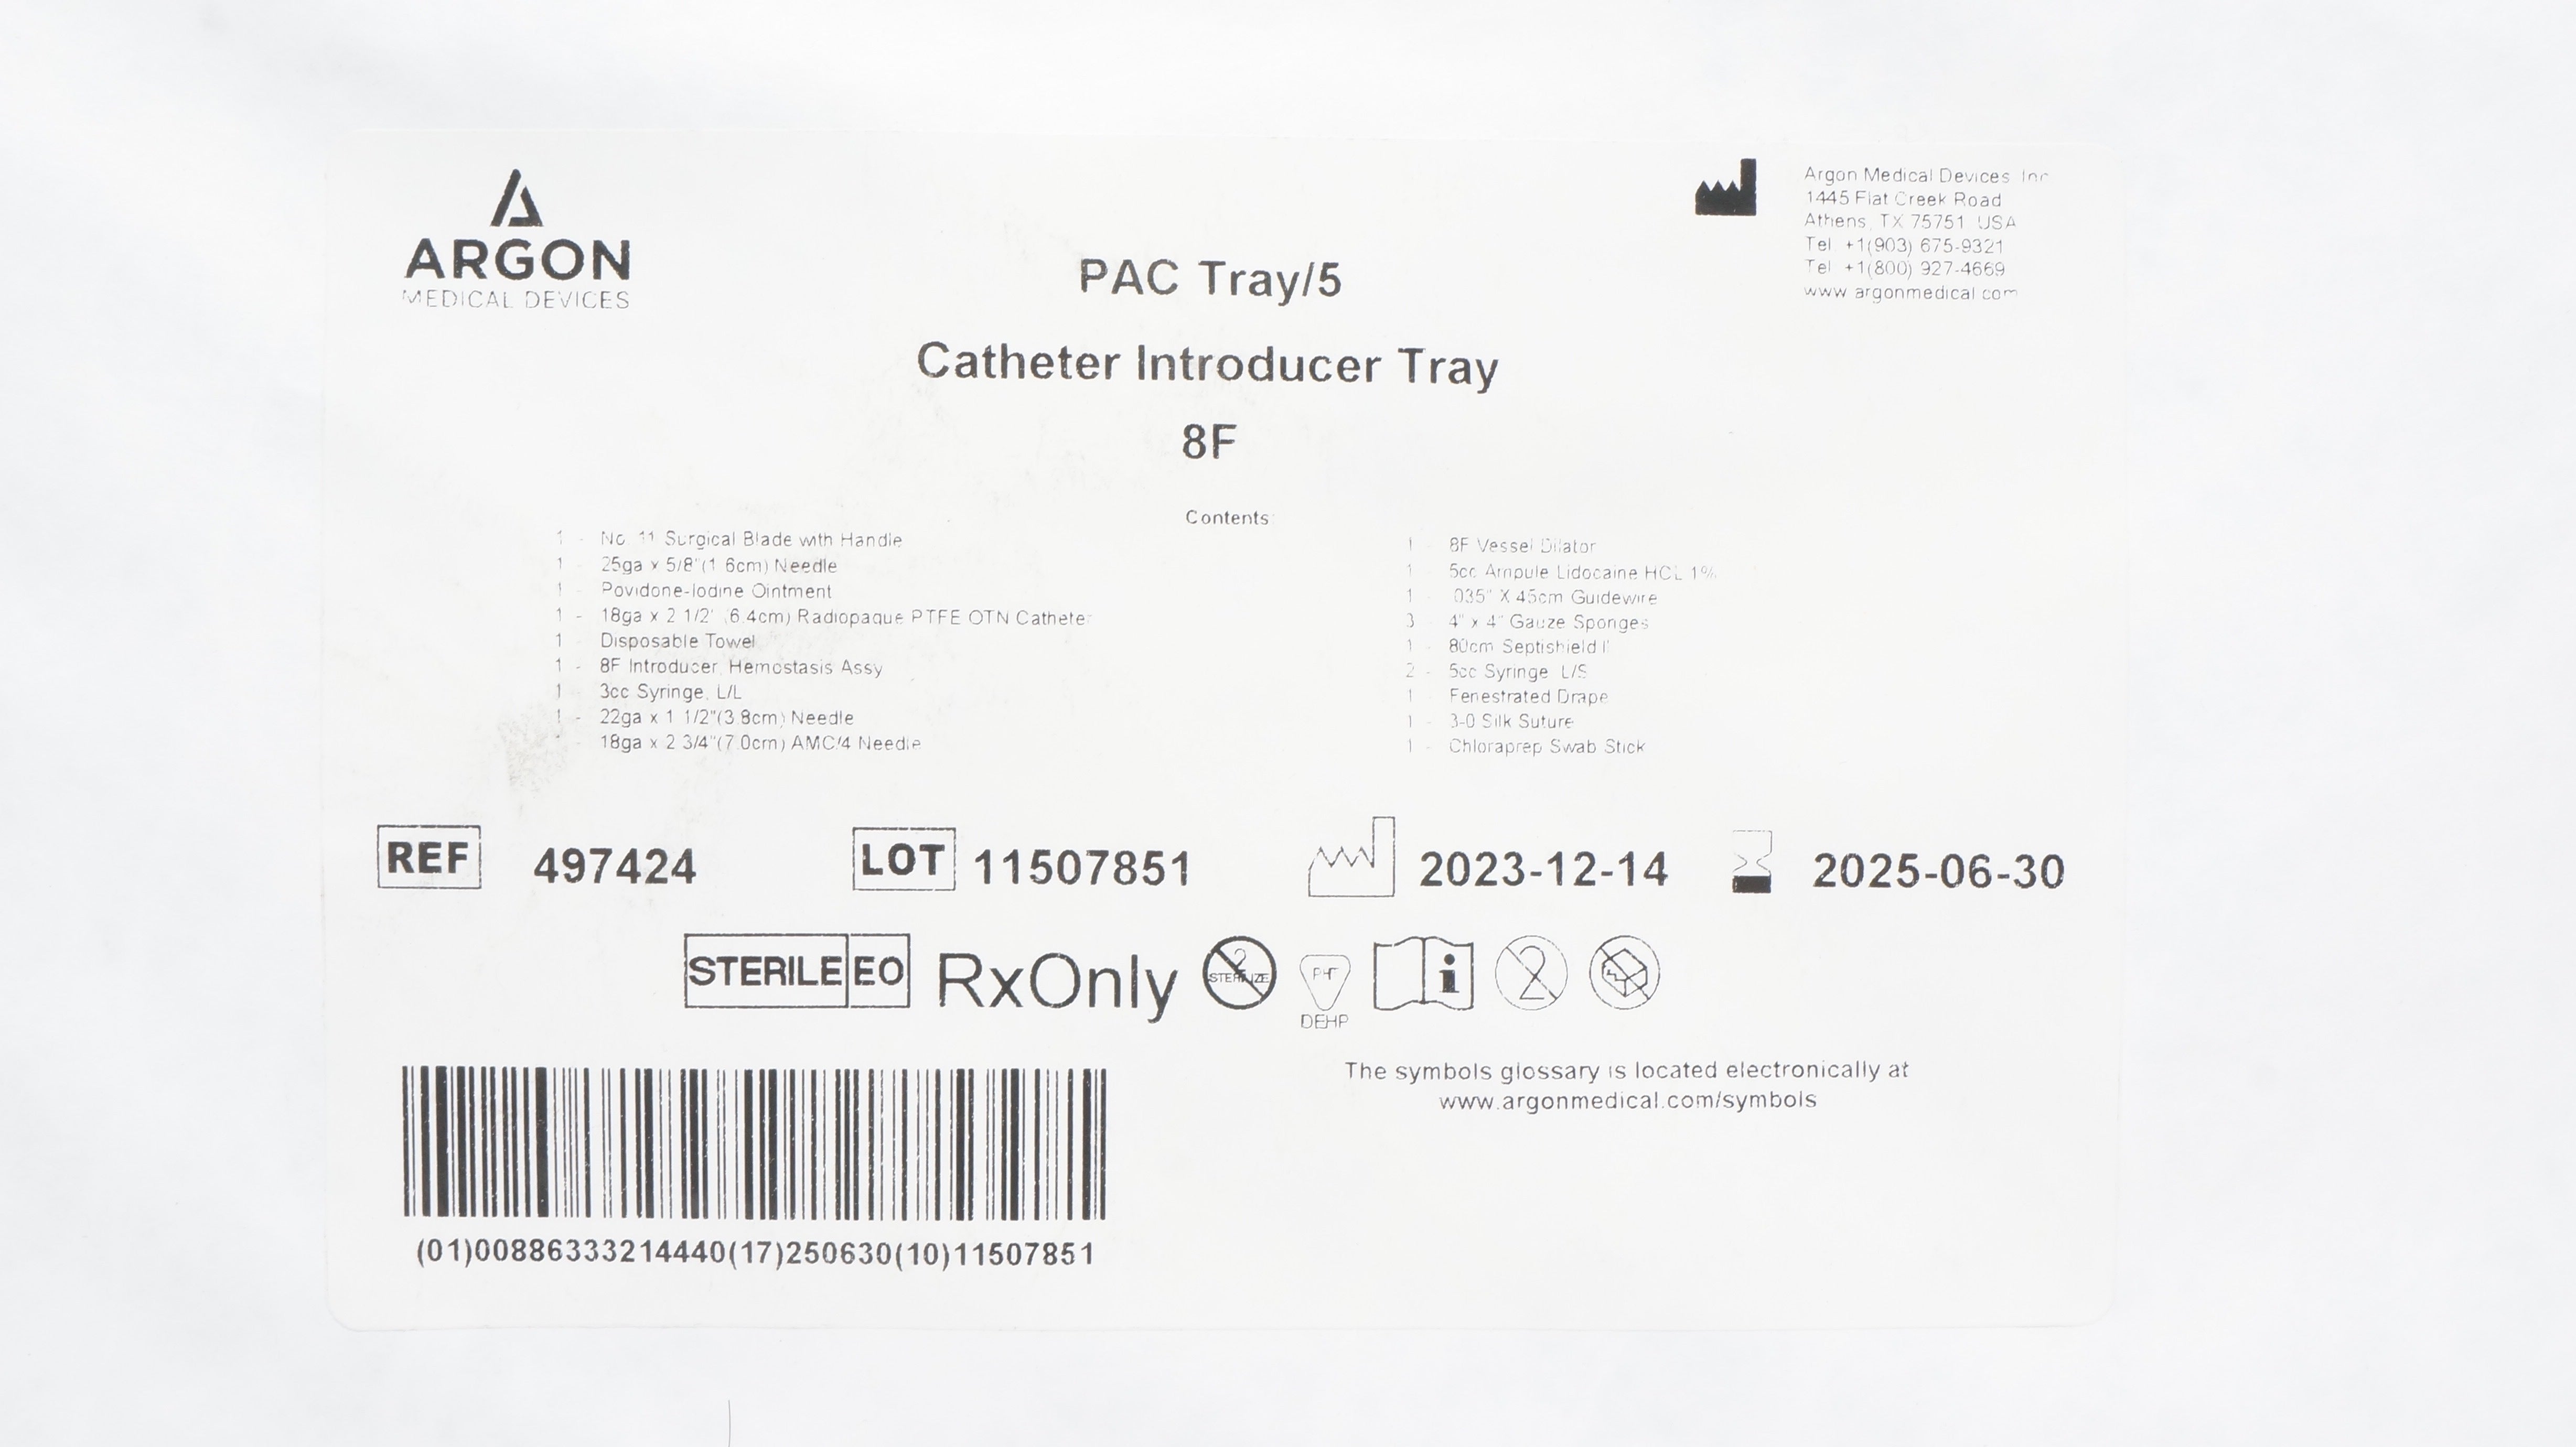 ARGON
MEDICAL DEVICES
Argon Medical Devices Inc
1445 Flat Creek Road
Athens, TX 75751 USA
Tel +1(903) 675-9321
Tel +1(800) 927-4669
www argonmedical com
PAC Tray/5
Catheter Introducer Tray
8F
Contents:
1 - No 11 Surgical Blade with Handle
1 - 25ga x 5/8"(1 6cm) Needle
1 - Povidone-Iodine Ointment
1 - 18ga x 2 1/2" (6.4cm) Radiopaque PTFE OTN Catheter
1 - Disposable Towel
1 - 8F Introducer, Hemostasis Assy
1 - 3cc Syringe, L/L
1 - 22ga x 1 1/2"(3.8cm) Needle
- 18ga x 2 3/4"(7.0cm) AMC/4 Needle
1 - 8F Vessel Dilator
1 - 5cc Ampule Lidocaine HCL 1%
1 - 035" X 45cm Guidewire
3 - 4" x 4" Gauze Sponges
1 - 80cm Septishield II
2 - 5cc Syringe L/S
1 - Fenestrated Drape
1 - 3-0 Silk Suture
1 - Chloraprep Swab Stick
REF 497424 LOT 11507851 2023-12-14 2025-06-30
STERILE EO RxOnly 2 STERILIZE PHT i 2
DEHP
The symbols glossary is located electronically at
www.argonmedical.com/symbols
(01)00886333214440(17)250630(10)11507851